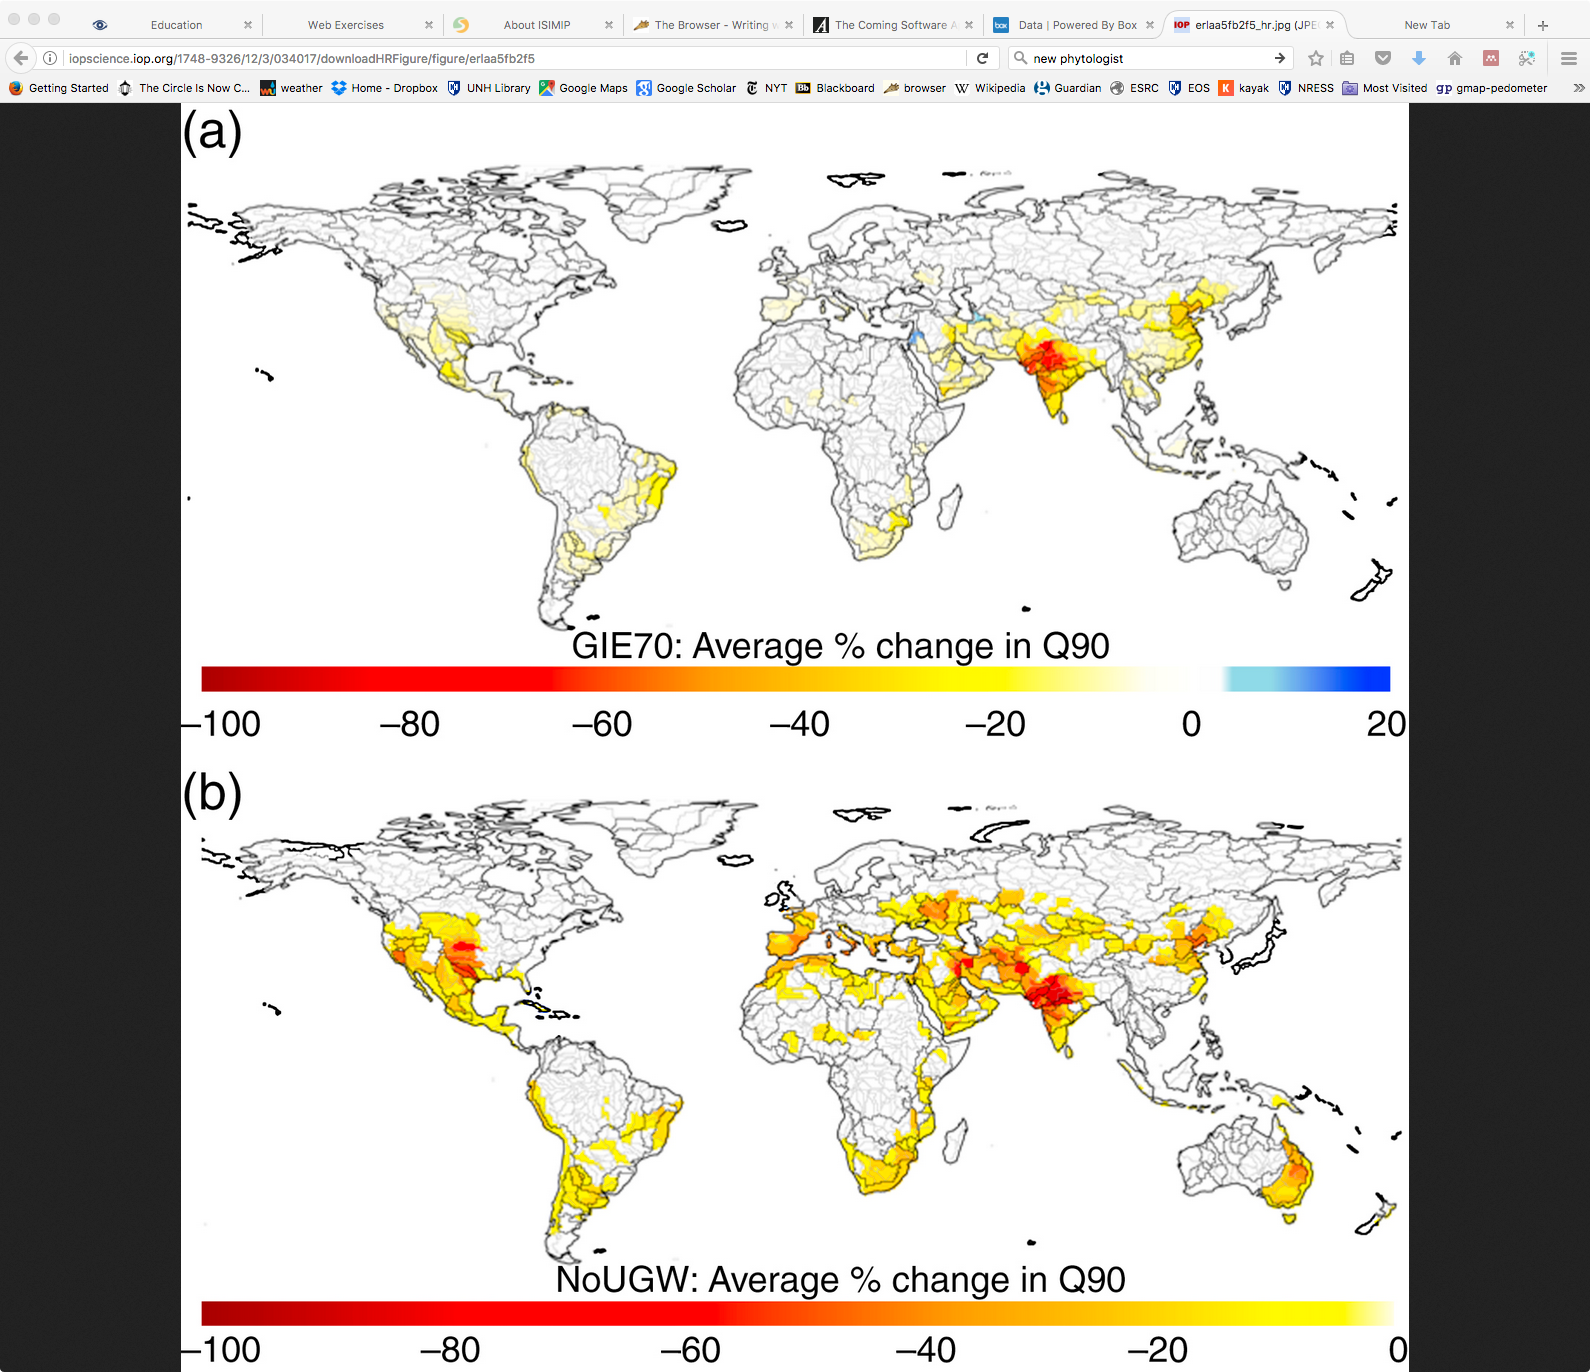 Education
Web Exercises
About ISIMIP
The Browser - Writing w
The Coming Software A
Data | Powered By Box
erlaa5fb2f5_hr.jpg (JPE
New Tab
iopscience.iop.org/1748-9326/12/3/034017/downloadHRFigure/figure/erlaa5fb2f5
new phytologist
Getting Started
The Circle Is Now C...
weather
Home - Dropbox
UNH Library
Google Maps
Google Scholar
NYT
Bb Blackboard
browser
W Wikipedia
Guardian
ESRC
EOS
K kayak
NRESS
Most Visited
gp gmap-pedometer
(a)
GIE70: Average % change in Q90
–100 –80 –60 –40 –20 0 20
(b)
NoUGW: Average % change in Q90
–100 –80 –60 –40 –20 0